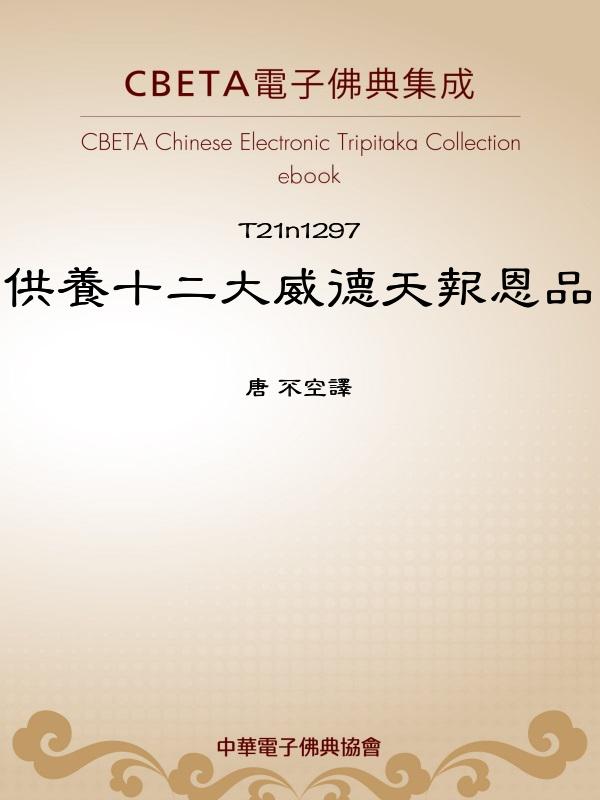 CBETA電子佛典集成
CBETA Chinese Electronic Tripitaka Collection
ebook
T21n1297
供養十二大威德天報恩品
唐 不空譯
中華電子佛典協會